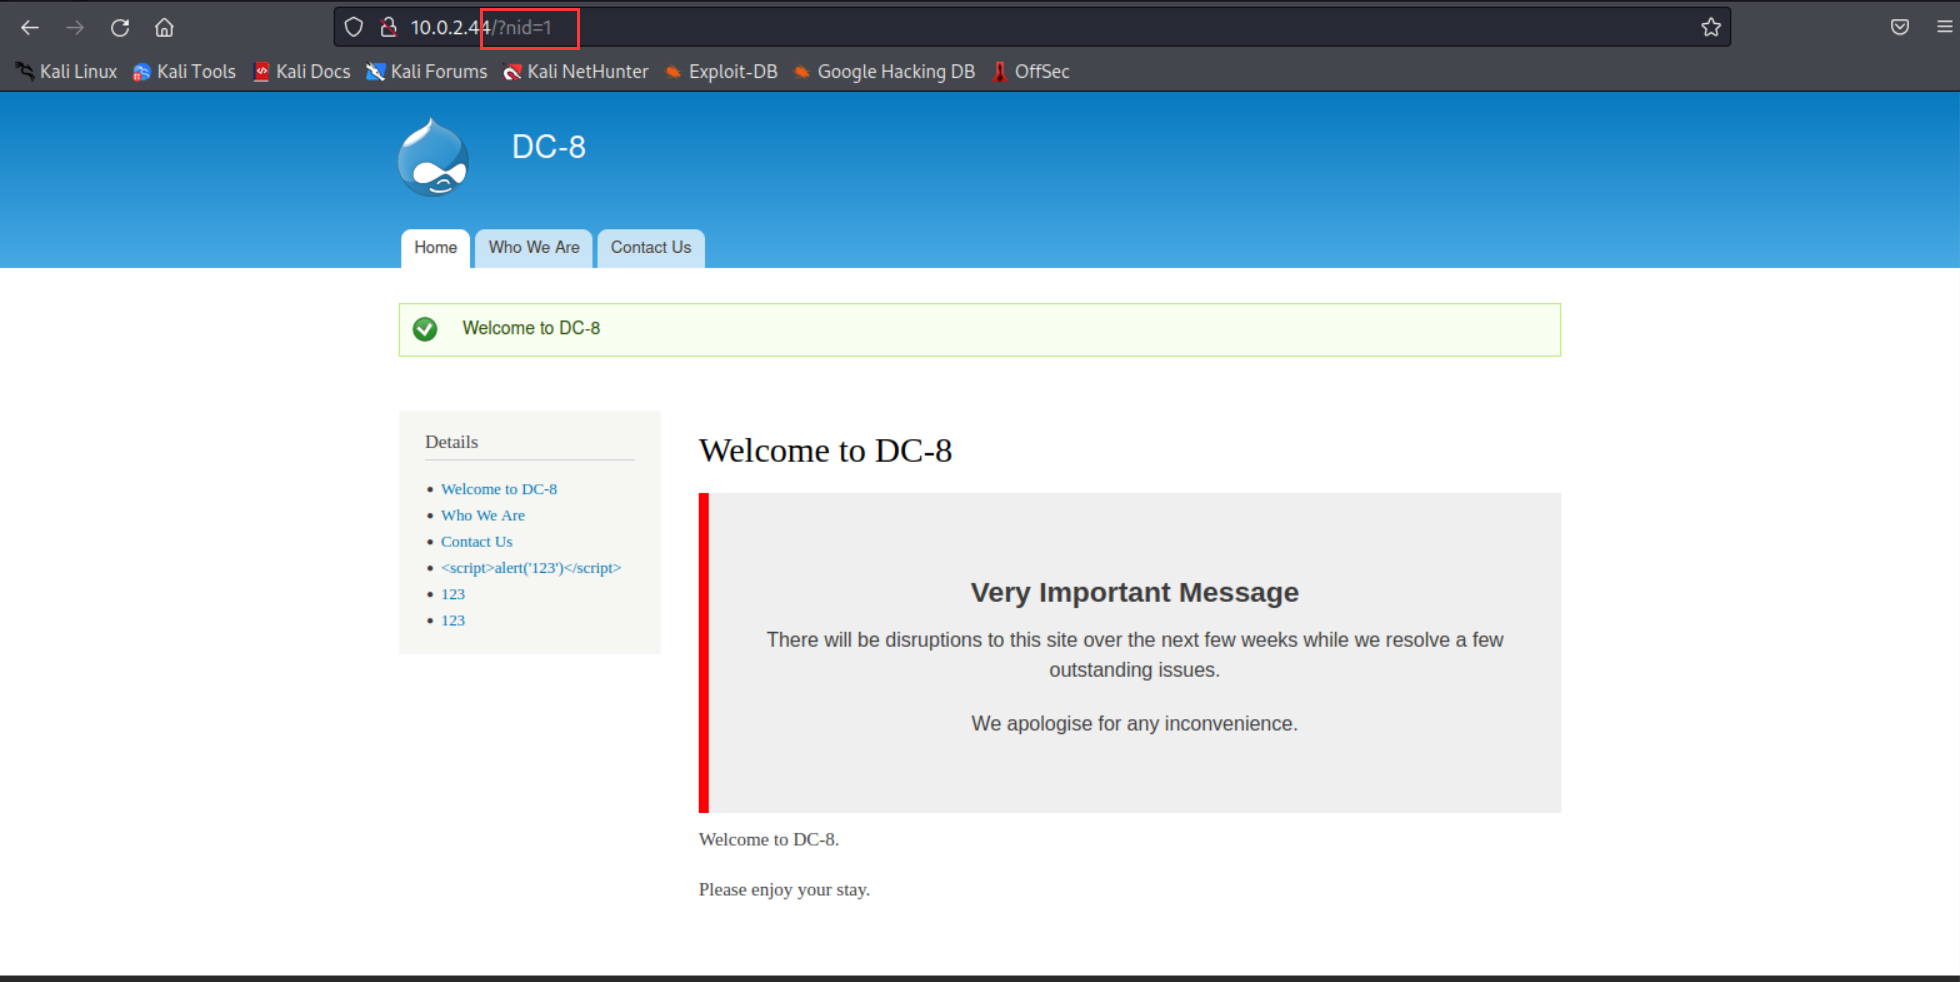 10.0.2.44/?nid=1
Kali Linux Kali Tools Kali Docs Kali Forums Kali NetHunter Exploit-DB Google Hacking DB OffSec
DC-8
Home Who We Are Contact Us
Welcome to DC-8
Details
Welcome to DC-8
Who We Are
Contact Us
<script>alert('123')</script>
123
123
Welcome to DC-8
Very Important Message
There will be disruptions to this site over the next few weeks while we resolve a few
outstanding issues.
We apologise for any inconvenience.
Welcome to DC-8.
Please enjoy your stay.